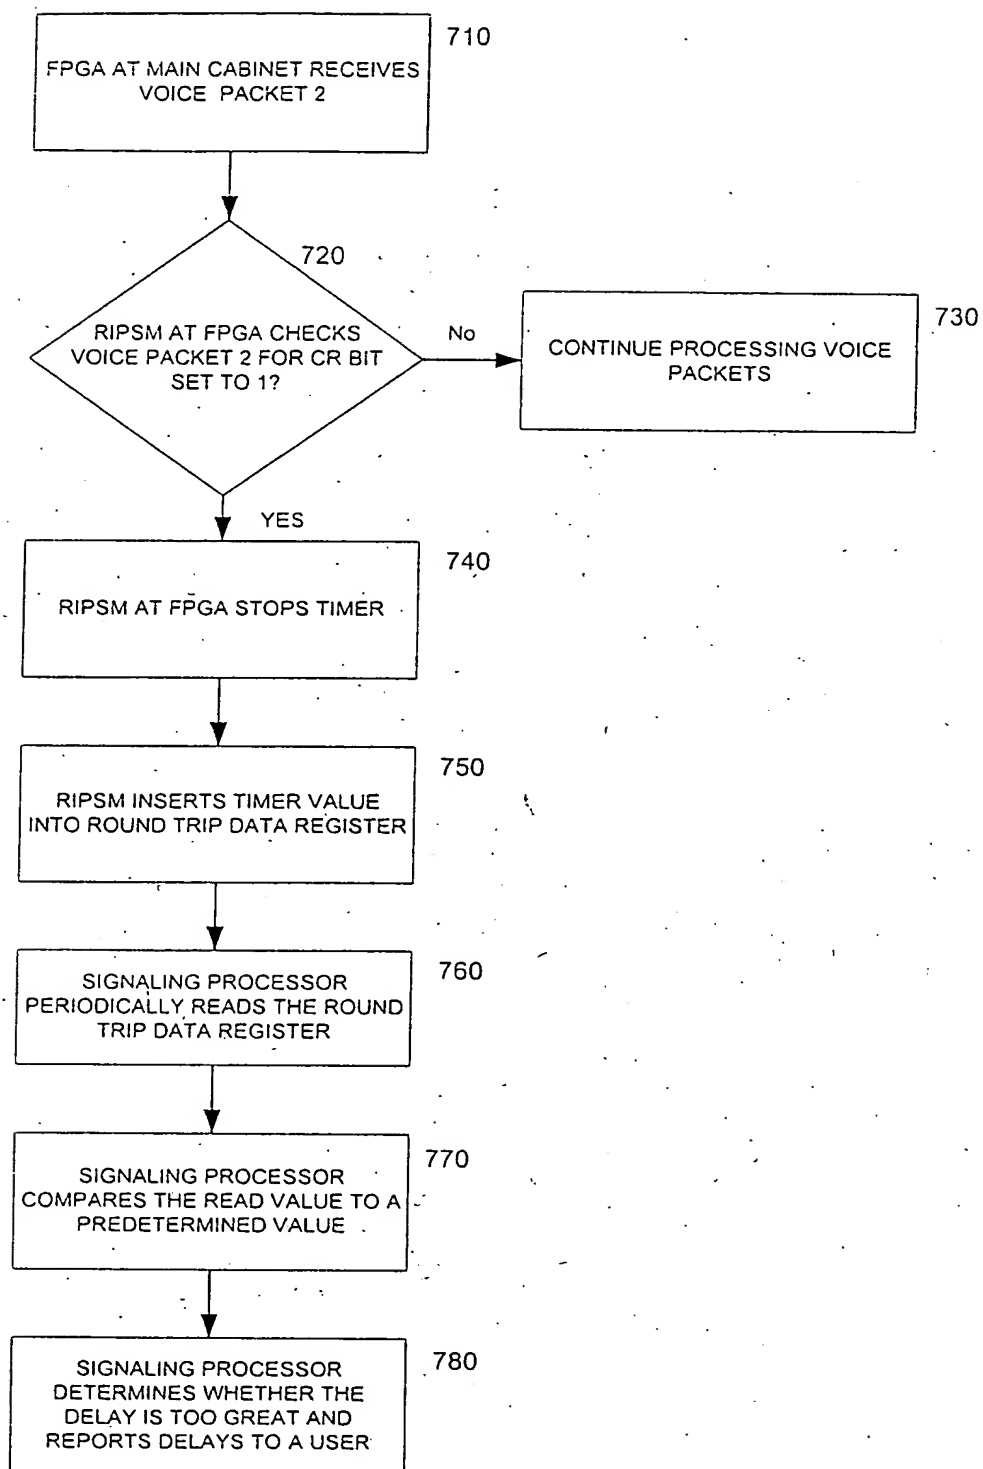 710
FPGA AT MAIN CABINET RECEIVES
VOICE PACKET 2
720
RIPSM AT FPGA CHECKS
VOICE PACKET 2 FOR CR BIT
SET TO 1?
No
730
CONTINUE PROCESSING VOICE
PACKETS
YES
740
RIPSM AT FPGA STOPS TIMER
750
RIPSM INSERTS TIMER VALUE
INTO ROUND TRIP DATA REGISTER
760
SIGNALING PROCESSOR
PERIODICALLY READS THE ROUND
TRIP DATA REGISTER
770
SIGNALING PROCESSOR
COMPARES THE READ VALUE TO A
PREDETERMINED VALUE
780
SIGNALING PROCESSOR
DETERMINES WHETHER THE
DELAY IS TOO GREAT AND
REPORTS DELAYS TO A USER